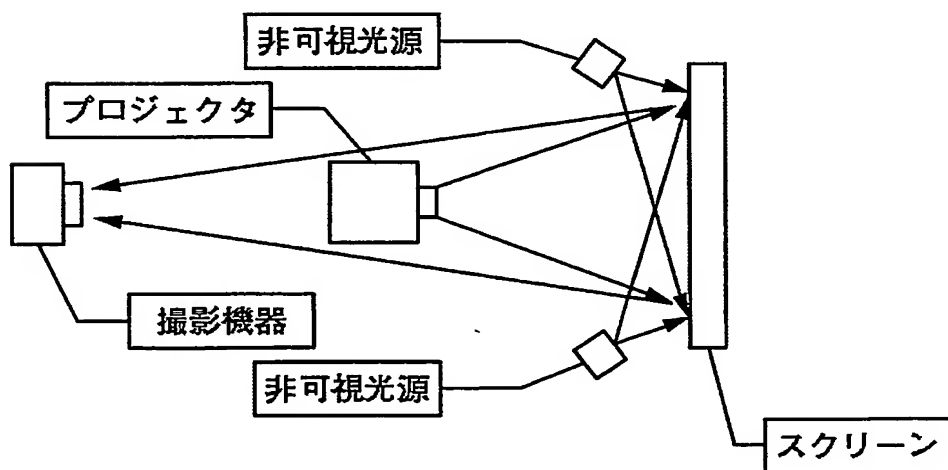 非可視光源
プロジェクタ
撮影機器
非可視光源
スクリーン